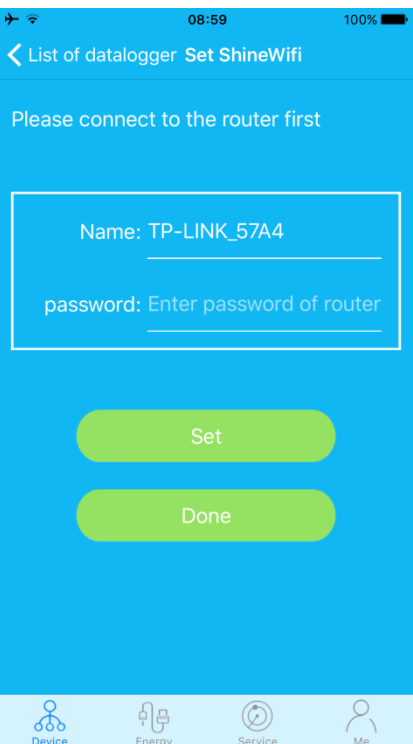 08:59 100%
List of datalogger Set ShineWifi
Please connect to the router first
Name: TP-LINK_57A4
password: Enter password of router
Set
Done
Device Energy Service Me